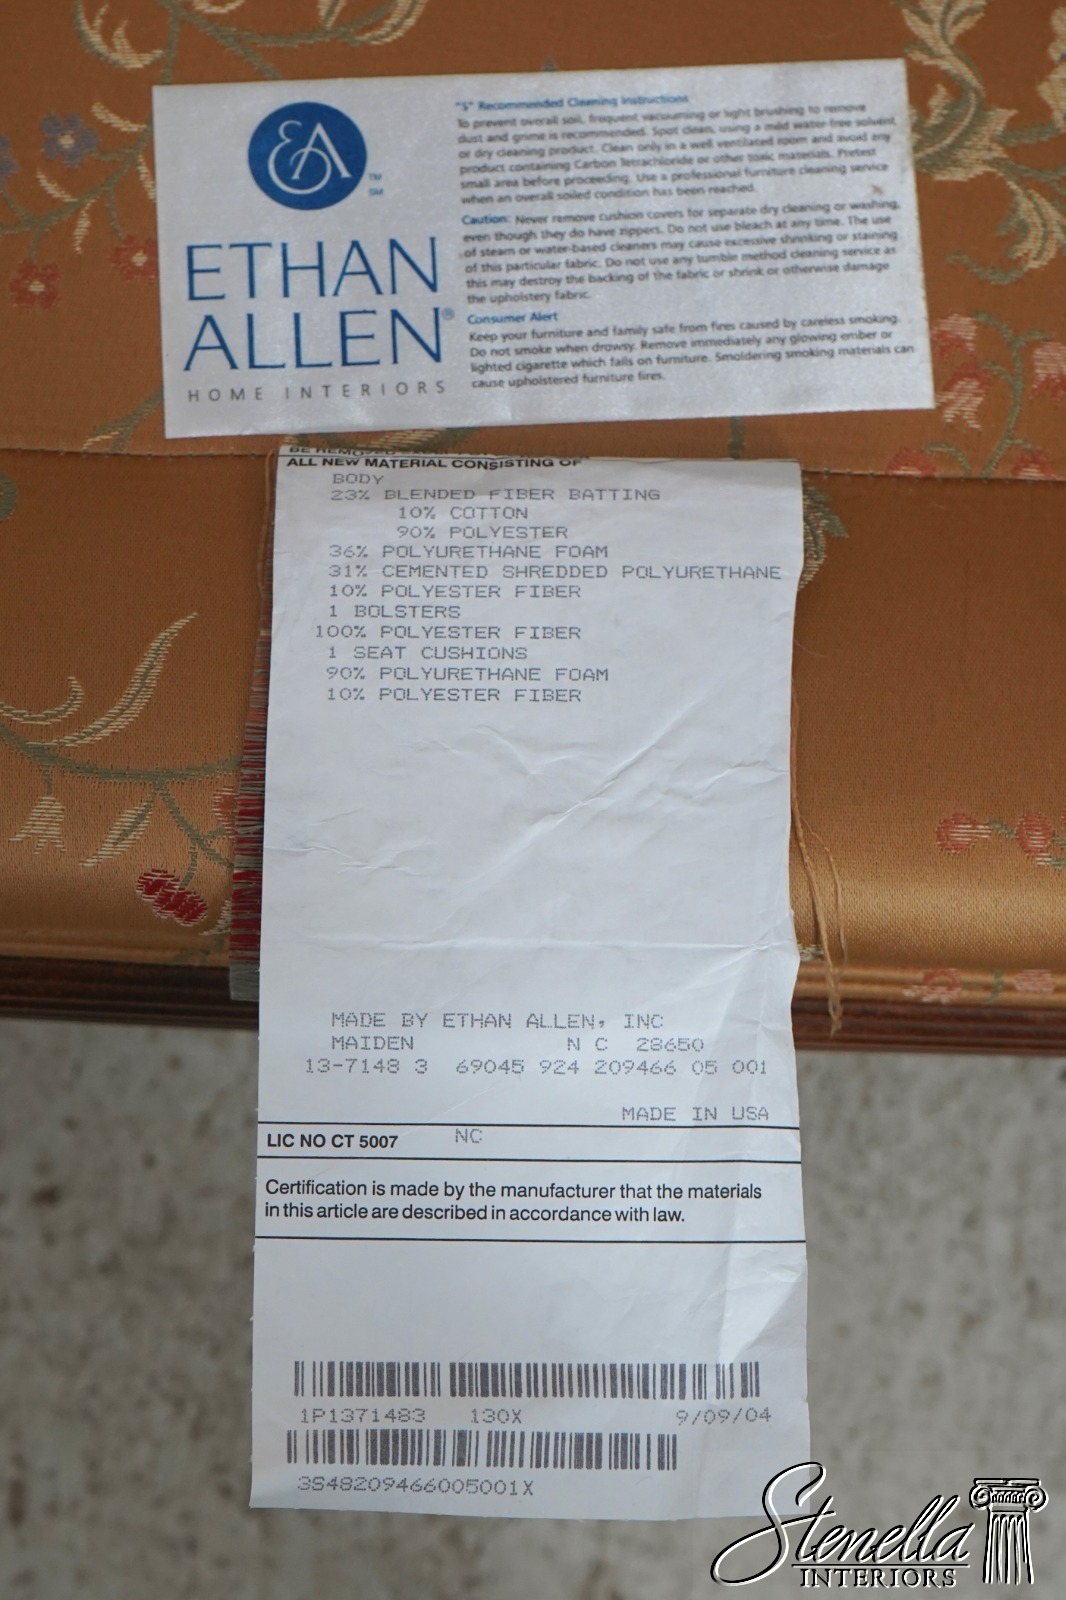 EA
TM
SM
ETHAN
ALLEN®
HOME INTERIORS
"S" Recommended Cleaning Instructions
To prevent overall soil, frequent vacuuming or light brushing to remove
dust and grime is recommended. Spot clean, using a mild water-free solvent
or dry cleaning product. Clean only in a well ventilated room and avoid any
product containing Carbon Tetrachloride or other toxic materials. Pretest
small area before proceeding. Use a professional furniture cleaning service
when an overall soiled condition has been reached.
Caution: Never remove cushion covers for separate dry cleaning or washing,
even though they do have zippers. Do not use bleach at any time. The use
of steam or water-based cleaners may cause excessive shrinking or staining
of this particular fabric. Do not use any tumble method cleaning service as
this may destroy the backing of the fabric or shrink or otherwise damage
the upholstery fabric.
Consumer Alert
Keep your furniture and family safe from fires caused by careless smoking.
Do not smoke when drowsy. Remove immediately any glowing ember or
lighted cigarette which falls on furniture. Smoldering smoking materials can
cause upholstered furniture fires.
BE REMOVED
ALL NEW MATERIAL CONSISTING OF
BODY
23% BLENDED FIBER BATTING
10% COTTON
90% POLYESTER
36% POLYURETHANE FOAM
31% CEMENTED SHREDDED POLYURETHANE
10% POLYESTER FIBER
1 BOLSTERS
100% POLYESTER FIBER
1 SEAT CUSHIONS
90% POLYURETHANE FOAM
10% POLYESTER FIBER
MADE BY ETHAN ALLEN, INC
MAIDEN N C 28650
13-7148 3 69045 924 209466 05 001
MADE IN USA
LIC NO CT 5007 NC
Certification is made by the manufacturer that the materials
in this article are described in accordance with law.
1P1371483 130X 9/09/04
3S48209466005001X
Stenella
INTERIORS